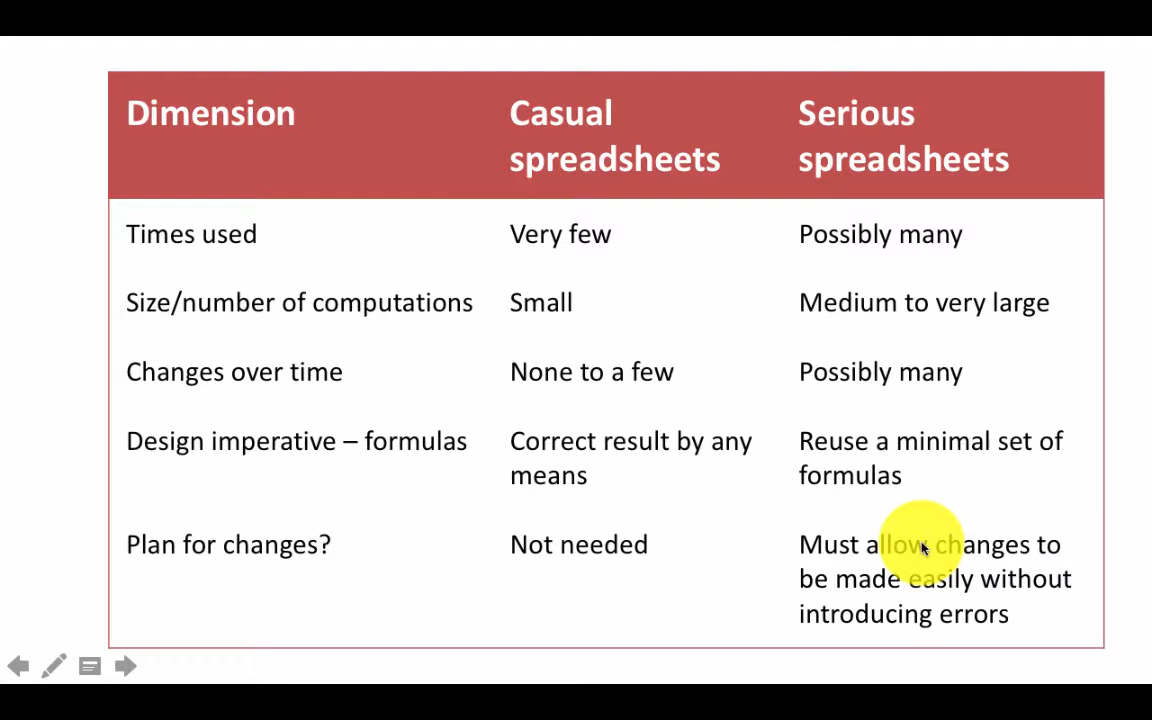 Dimension
Casual spreadsheets
Serious spreadsheets
Times used
Very few
Possibly many
Size/number of computations
Small
Medium to very large
Changes over time
None to a few
Possibly many
Design imperative – formulas
Correct result by any
means
Reuse a minimal set of
formulas
Plan for changes?
Not needed
Must allow changes to
be made easily without
introducing errors